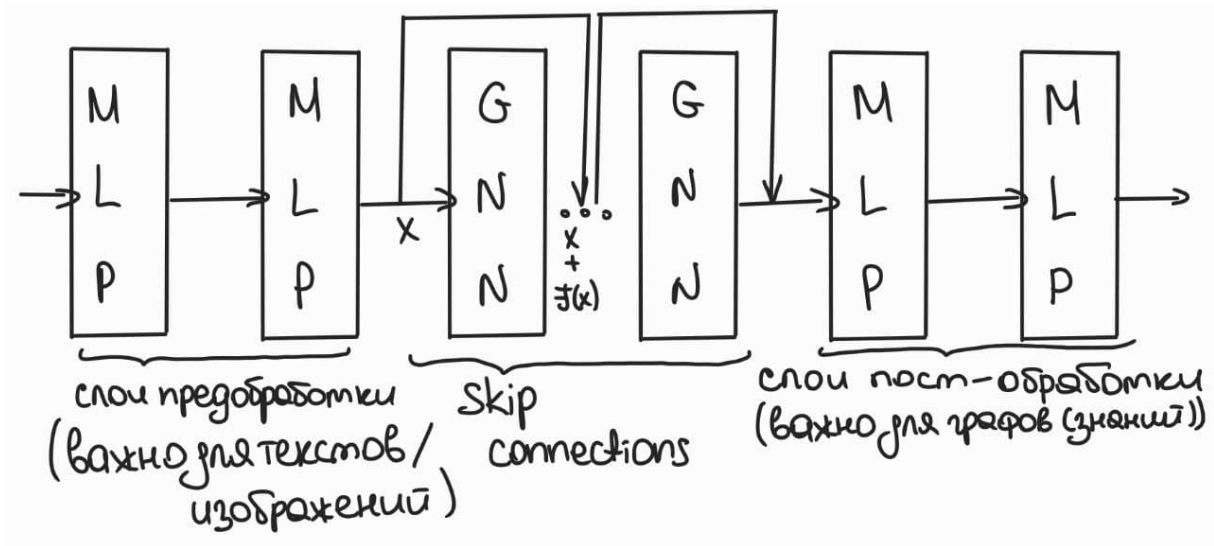 M L P
M L P
G N N
G N N
M L P
M L P
x
x
+
f(x)
слои предобработки
(важно для текстов /
изображений)
Skip
connections
слои пост-обработки
(важно для графов (знаний))